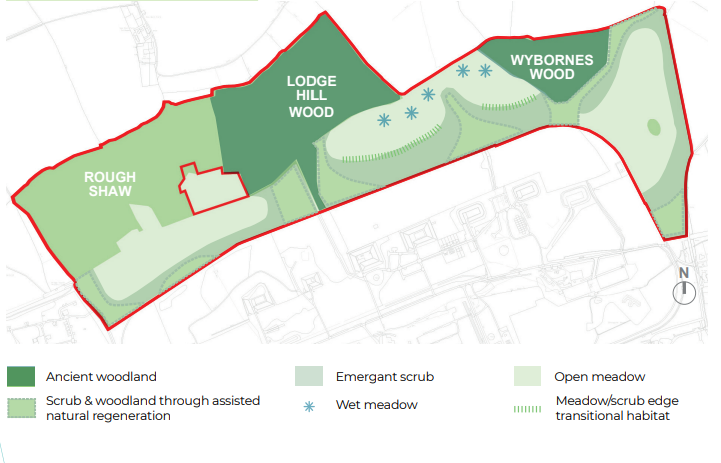 LODGE
HILL
WOOD
WYBORNES
WOOD
ROUGH
SHAW
N
Ancient woodland
Scrub & woodland through assisted
natural regeneration
Emergant scrub
Wet meadow
Open meadow
Meadow/scrub edge
transitional habitat